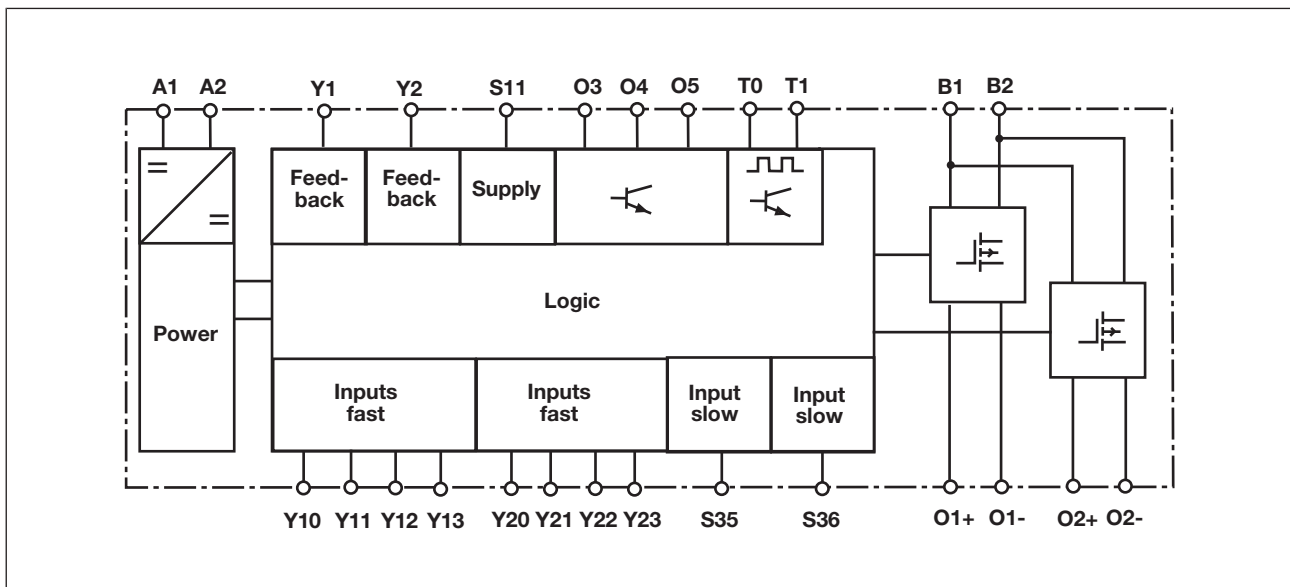 A1 A2 Y1 Y2 S11 O3 O4 O5 T0 T1 B1 B2
Feed-
back
Feed-
back
Supply
Logic
Power
Inputs
fast
Inputs
fast
Input
slow
Input
slow
Y10 Y11 Y12 Y13 Y20 Y21 Y22 Y23 S35 S36 O1+ O1- O2+ O2-